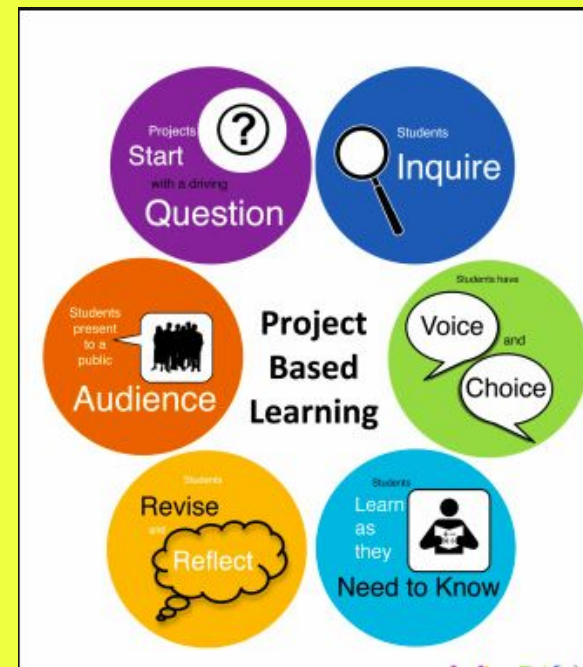 Projects
Start
with a driving
Question
Students
Inquire
Students have
Voice
and
Choice
Students
Learn
as
they
Need to Know
Students
Revise
and
Reflect
Students
present
to a
public
Audience
Project
Based
Learning